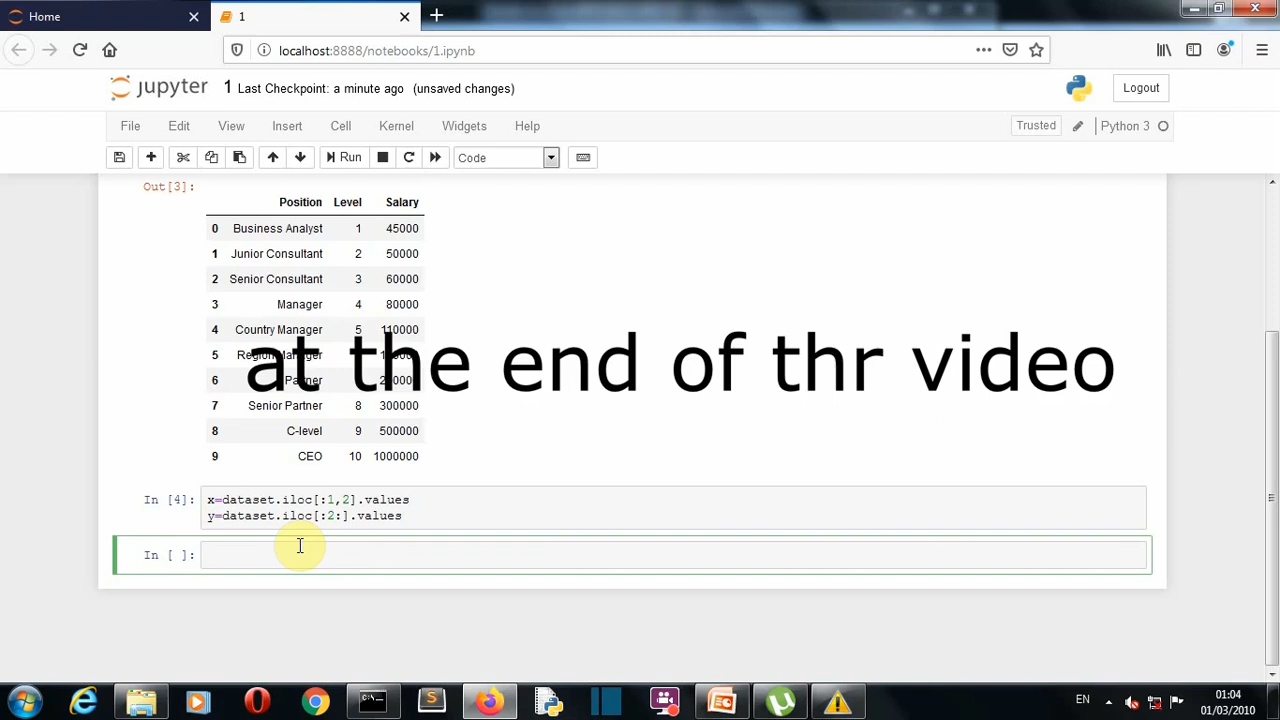 Home
1
localhost:8888/notebooks/1.ipynb
jupyter 1 Last Checkpoint: a minute ago (unsaved changes)
Logout
File Edit View Insert Cell Kernel Widgets Help
Trusted Python 3
Run Code
Out[3]:
Position Level Salary
0 Business Analyst 1 45000
1 Junior Consultant 2 50000
2 Senior Consultant 3 60000
3 Manager 4 80000
4 Country Manager 5 110000
5
at the end of thr video
6 Partner
7 Senior Partner 8 300000
8 C-level 9 500000
9 CEO 10 1000000
In [4]: x=dataset.iloc[:1,2].values
y=dataset.iloc[:2:].values
In [ ]:
EN
01:04
01/03/2010